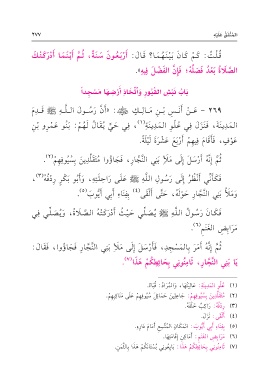 المُتَّفَقُ عَلَيْهِ ٢٧٧
قُلْتُ: كَمْ كَانَ بَيْنَهُمَا؟ قَالَ: أَرْبَعُونَ سَنَةً، ثُمَّ أَيْنَمَا أَدْرَكَتْكَ
الصَّلَاةُ بَعْدُ فَصَلِّهْ؛ فَإِنَّ الْفَضْلَ فِيهِ».
بَابُ نَبْشِ القُبُورِ وَاتِّخَاذِ أَرْضِهَا مَسْجِداً
٢٦٩ - عَنْ أَنَسِ بْنِ مَالِكٍ ﷺ: «أَنَّ رَسُولَ اللَّهِ ﷺ قَدِمَ
المَدِينَةَ، فَنَزَلَ فِي عُلْوِ المَدِينَةِ(١)، فِي حَيٍّ يُقَالُ لَهُمْ: بَنُو عَمْرِو بْنِ
عَوْفٍ، فَأَقَامَ فِيهِمْ أَرْبَعَ عَشْرَةَ لَيْلَةً.
ثُمَّ إِنَّهُ أَرْسَلَ إِلَى مَلَأِ بَنِي النَّجَّارِ، فَجَاؤُوا مُتَقَلِّدِينَ بِسُيُوفِهِمْ(٢).
فَكَأَنِّي أَنْظُرُ إِلَى رَسُولِ اللَّهِ ﷺ عَلَى رَاحِلَتِهِ، وَأَبُو بَكْرٍ رِدْفُهُ(٣)،
وَمَلَأُ بَنِي النَّجَّارِ حَوْلَهُ، حَتَّى أَلْقَى(٤) بِفِنَاءِ أَبِي أَيُّوبَ(٥).
فَكَانَ رَسُولُ اللَّهِ ﷺ يُصَلِّي حَيْثُ أَدْرَكَتْهُ الصَّلَاةُ، وَيُصَلِّي فِي
مَرَابِضِ الغَنَمِ(٦).
ثُمَّ إِنَّهُ أَمَرَ بِالمَسْجِدِ، فَأَرْسَلَ إِلَى مَلَأِ بَنِي النَّجَّارِ فَجَاؤُوا، فَقَالَ:
يَا بَنِي النَّجَّارِ، ثَامِنُونِي بِحَائِطِكُمْ هَذَا(٧).
(١) عُلْوِ المَدِينَةِ: عَالِيَتُهَا، وَالمُرَادُ: قُبَاءُ.
(٢) مُتَقَلِّدِينَ بِسُيُوفِهِمْ: جَاعِلِينَ حَمَائِلَ سُيُوفِهِمْ عَلَى مَنَاكِبِهِمْ.
(٣) رِدْفُهُ: رَاكِبٌ خَلْفَهُ.
(٤) أَلْقَى: نَزَلَ.
(٥) بِفِنَاءِ أَبِي أَيُّوبَ: المَكَانُ المُتَّسِعُ أَمَامَ دَارِهِ.
(٦) مَرَابِضِ الغَنَمِ: أَمَاكِنِ إِقَامَتِهَا.
(٧) ثَامِنُونِي بِحَائِطِكُمْ هَذَا: بَايِعُونِي بُسْتَانَكُمْ هَذَا بِالثَّمَنِ.